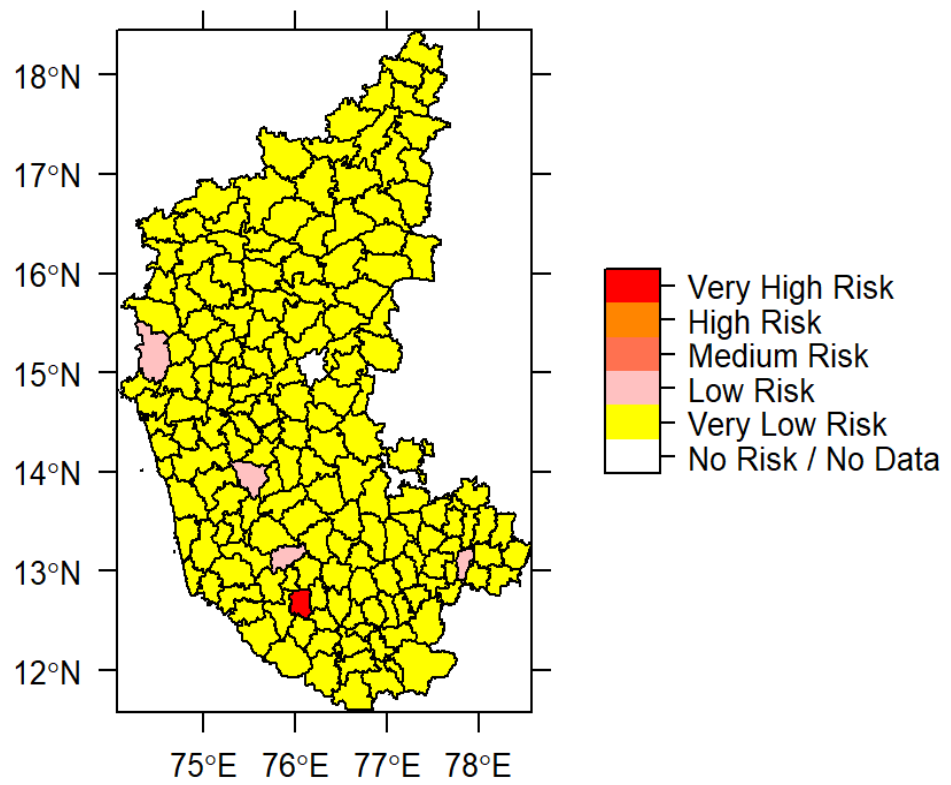 18°N
17°N
16°N
15°N
14°N
13°N
12°N
75°E 76°E 77°E 78°E
Very High Risk
High Risk
Medium Risk
Low Risk
Very Low Risk
No Risk / No Data